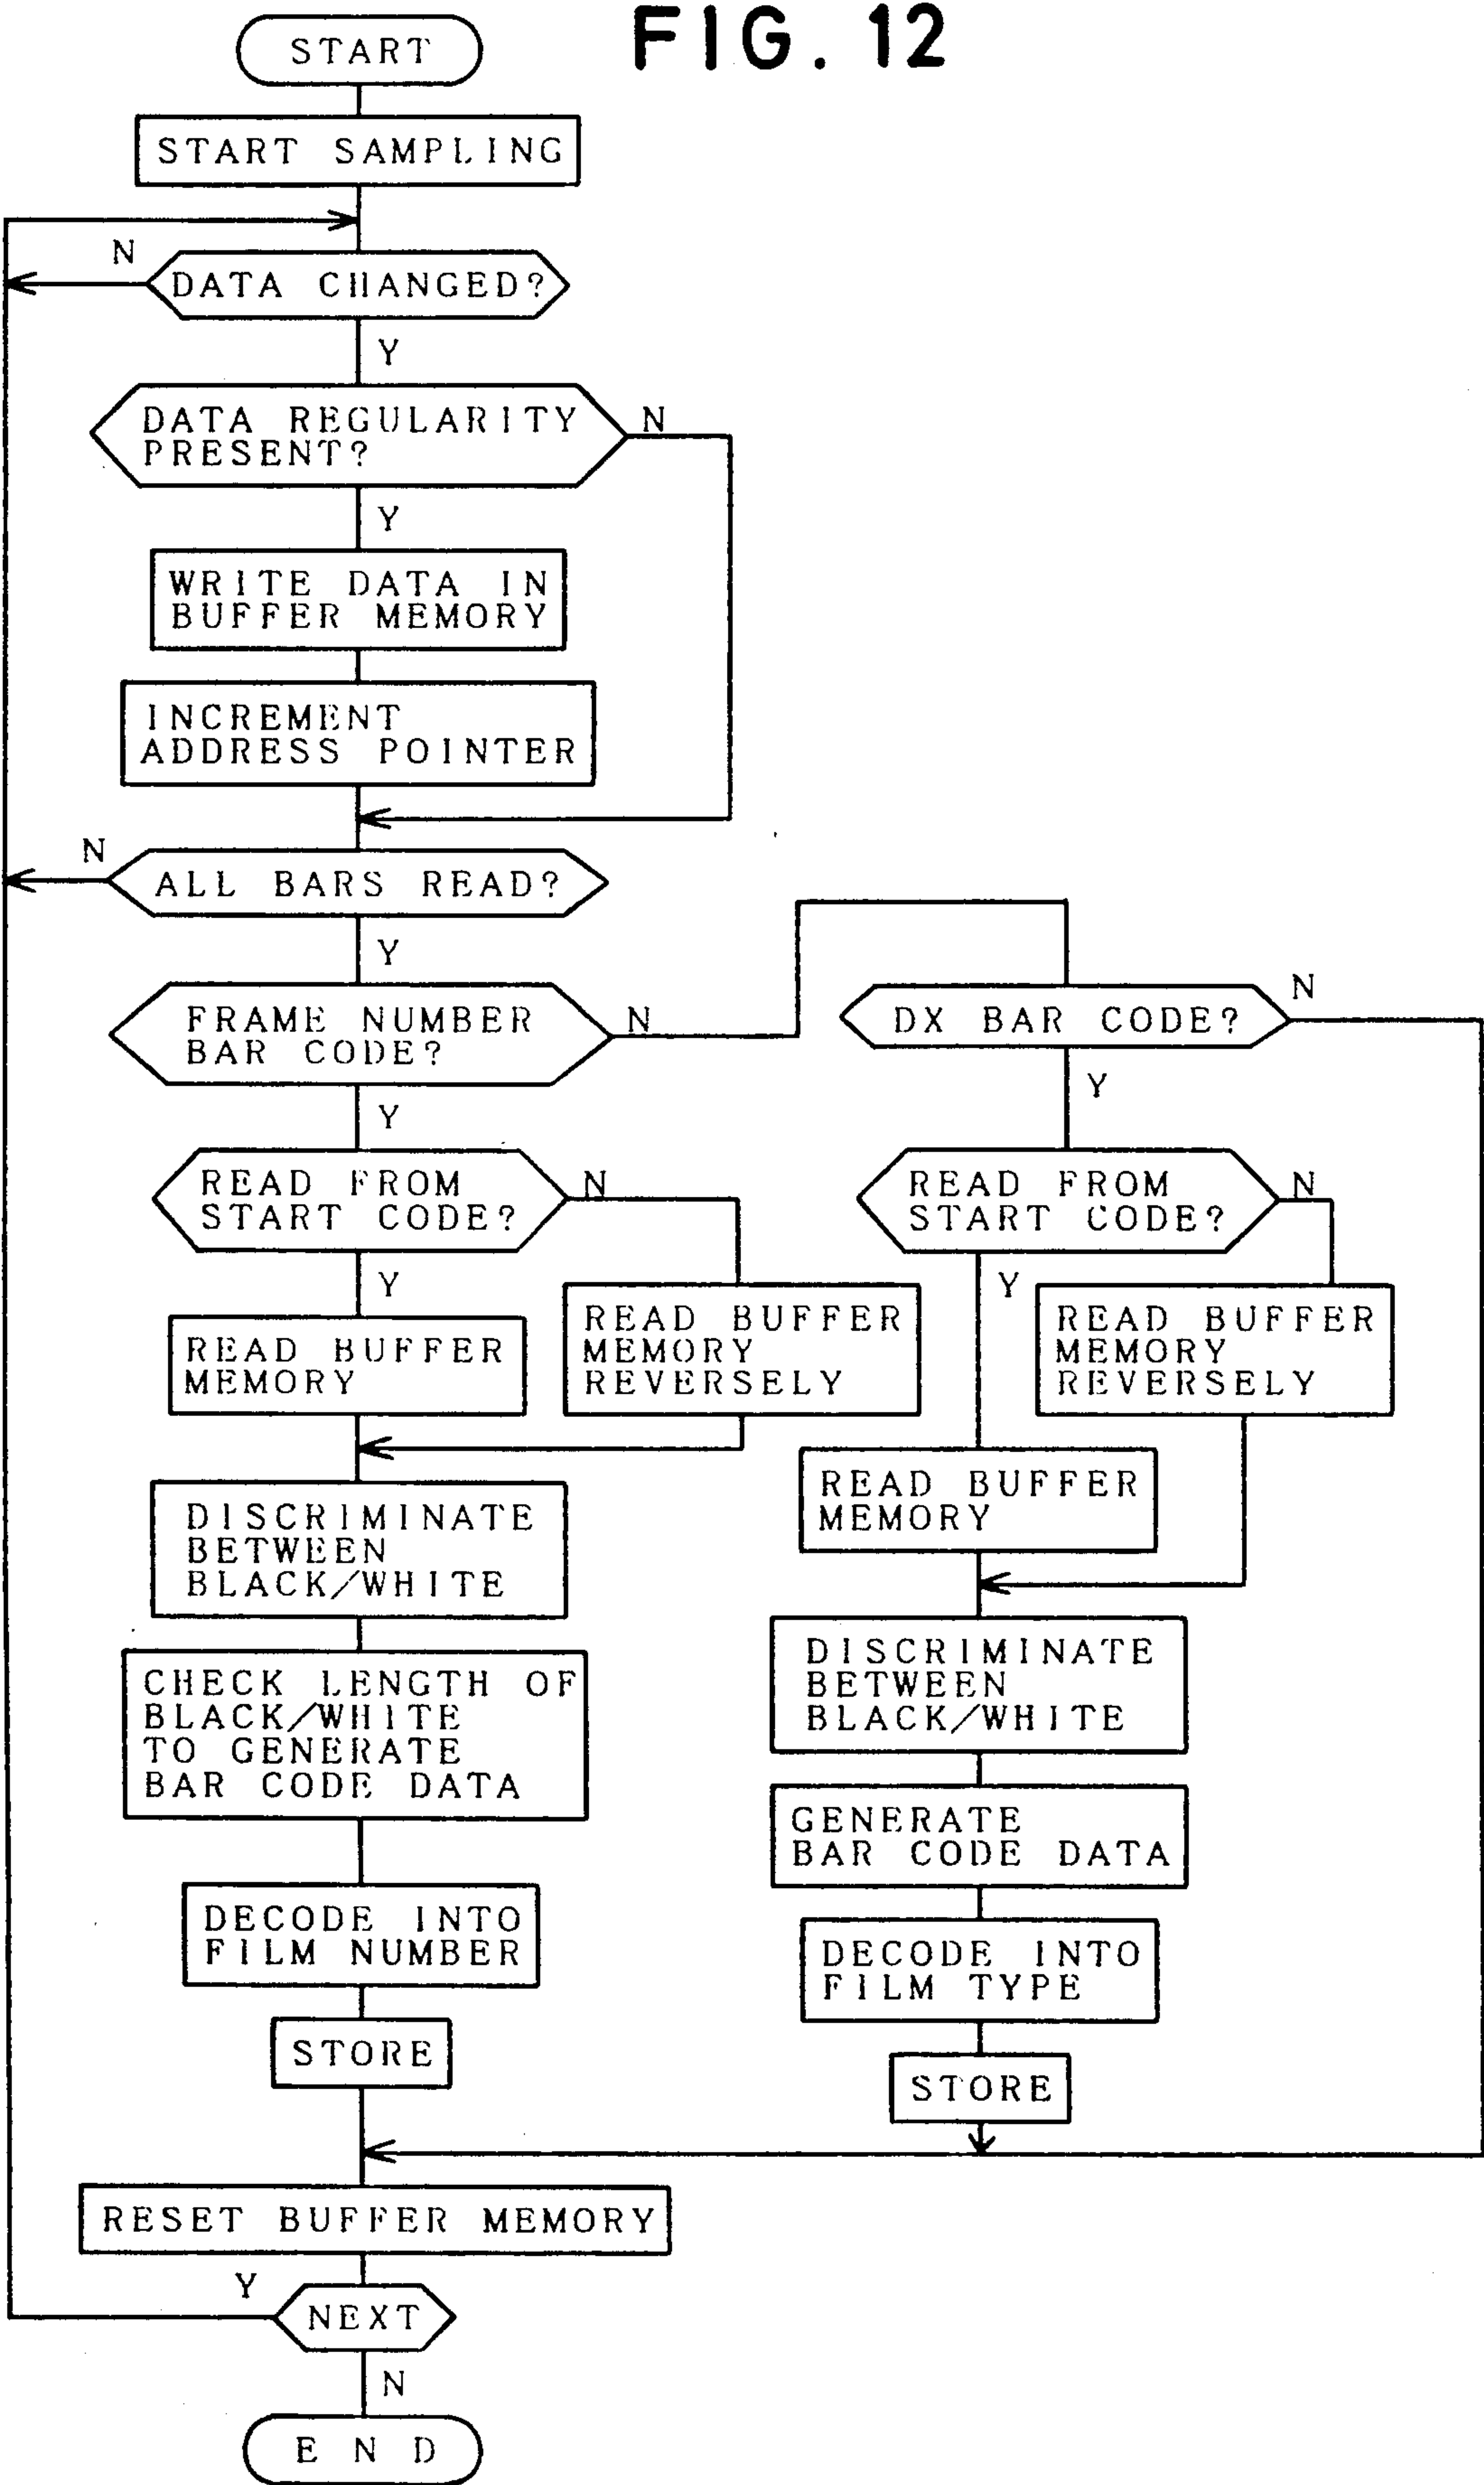 FIG. 12
START
START SAMPLING
N
DATA CHANGED?
Y
DATA REGULARITY
PRESENT?
N
Y
WRITE DATA IN
BUFFER MEMORY
INCREMENT
ADDRESS POINTER
N
ALL BARS READ?
Y
FRAME NUMBER
BAR CODE?
N
DX BAR CODE?
N
Y
Y
READ FROM
START CODE?
N
READ FROM
START CODE?
N
Y
Y
READ BUFFER
MEMORY
READ BUFFER
MEMORY
REVERSELY
READ BUFFER
MEMORY
REVERSELY
READ BUFFER
MEMORY
DISCRIMINATE
BETWEEN
BLACK/WHITE
DISCRIMINATE
BETWEEN
BLACK/WHITE
CHECK LENGTH OF
BLACK/WHITE
TO GENERATE
BAR CODE DATA
GENERATE
BAR CODE DATA
DECODE INTO
FILM NUMBER
DECODE INTO
FILM TYPE
STORE
STORE
RESET BUFFER MEMORY
Y
NEXT
N
END